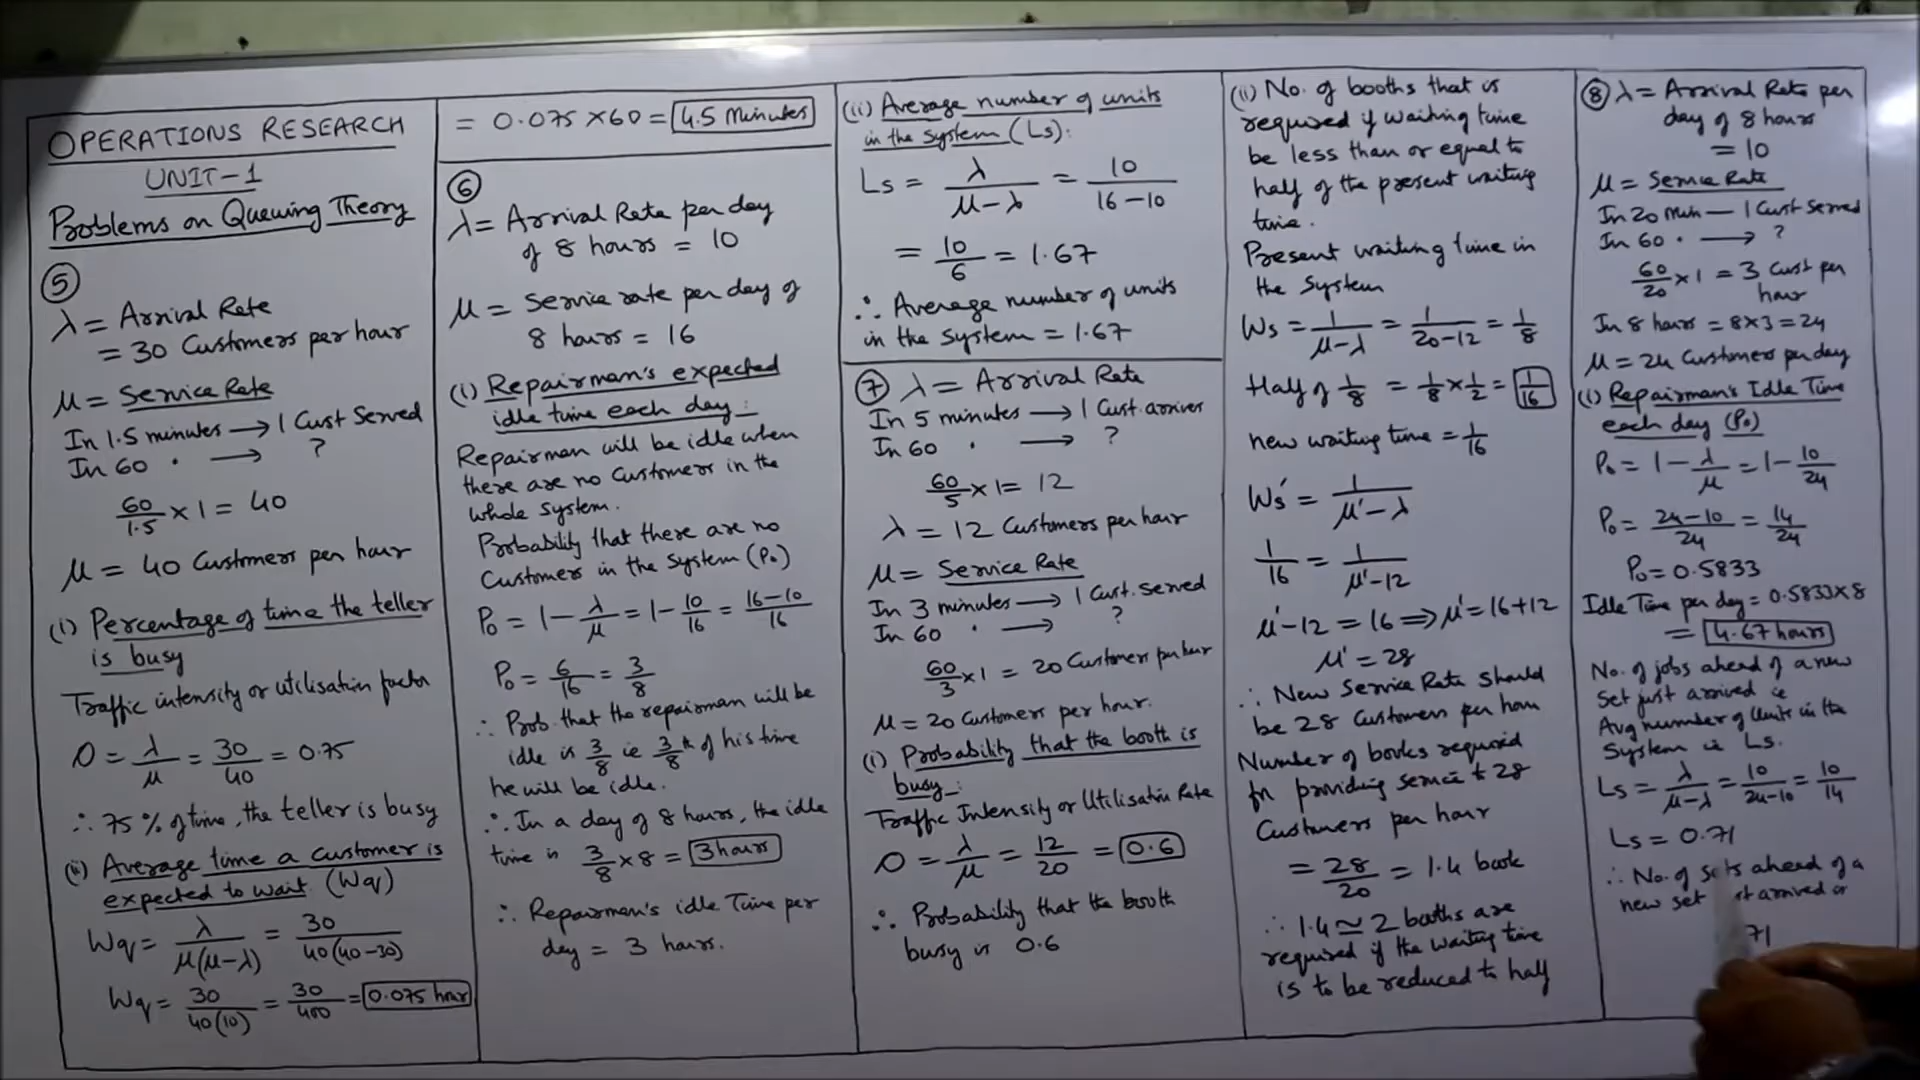 OPERATIONS RESEARCH
UNIT-1
Problems on Queuing Theory
⑤
λ = Arrival Rate
= 30 Customers per hour
μ = Service Rate
In 1.5 minutes → 1 Cust Served
In 60 " → ?
60/1.5 × 1 = 40
μ = 40 Customers per hour
(i) Percentage of time the teller
is busy
Traffic intensity or utilisation factor
ρ = λ/μ = 30/40 = 0.75
∴ 75 % of time, the teller is busy
(ii) Average time a customer is
expected to wait (Wq)
Wq = λ/μ(μ-λ) = 30/40(40-30)
Wq = 30/40(10) = 30/400 = 0.075 hour
= 0.075 × 60 = 4.5 Minutes
⑥
λ = Arrival Rate per day
of 8 hours = 10
μ = Service rate per day of
8 hours = 16
(i) Repairman's expected
idle time each day:
Repairman will be idle when
there are no Customers in the
whole System.
Probability that there are no
Customers in the System (P₀)
P₀ = 1 - λ/μ = 1 - 10/16 = 16-10/16
P₀ = 6/16 = 3/8
∴ Prob that the repairman will be
idle is 3/8 ie 3/8th of his time
he will be idle.
∴ In a day of 8 hours, the idle
time is 3/8 × 8 = 3 hours
∴ Repairman's idle Time per
day = 3 hours.
(ii) Average number of units
in the System (Ls):
Ls = λ/μ-λ = 10/16-10
= 10/6 = 1.67
∴ Average number of units
in the System = 1.67
⑦ λ = Arrival Rate
In 5 minutes → 1 Cust. arrives
In 60 " → ?
60/5 × 1 = 12
λ = 12 Customers per hour
μ = Service Rate
In 3 minutes → 1 Cust. served
In 60 " → ?
60/3 × 1 = 20 Customer per hour
μ = 20 Customers per hour.
(i) Probability that the booth is
busy:
Traffic Intensity or Utilisation Rate
ρ = λ/μ = 12/20 = 0.6
∴ Probability that the booth
busy is 0.6
(ii) No. of booths that is
required if waiting time
be less than or equal to
half of the present waiting
time.
Present waiting time in
the System
Ws = 1/μ-λ = 1/20-12 = 1/8
Half of 1/8 = 1/8 × 1/2 = 1/16
new waiting time = 1/16
Ws' = 1/μ'-λ
1/16 = 1/μ'-12
μ'-12 = 16 ⇒ μ' = 16+12
μ' = 28
∴ New Service Rate Should
be 28 Customers per hour
Number of books required
for providing service to 28
Customers per hour
= 28/20 = 1.4 book
∴ 1.4 ≃ 2 booths are
required if the waiting time
is to be reduced to half
⑧ λ = Arrival Rate per
day of 8 hours
= 10
μ = Service Rate
In 20 min — 1 Cust Served
In 60 " → ?
60/20 × 1 = 3 Cust per
hour
In 8 hours = 8×3 = 24
μ = 24 Customers per day
(i) Repairman's Idle Time
each day (P₀)
P₀ = 1 - λ/μ = 1 - 10/24
P₀ = 24-10/24 = 14/24
P₀ = 0.5833
Idle Time per day = 0.5833×8
= 4.67 hours
No. of jobs ahead of a new
Set just arrived ie
Avg number of Units in the
System ie Ls.
Ls = λ/μ-λ = 10/24-10 = 10/14
Ls = 0.71
∴ No. of sets ahead of a
new set arrived
71